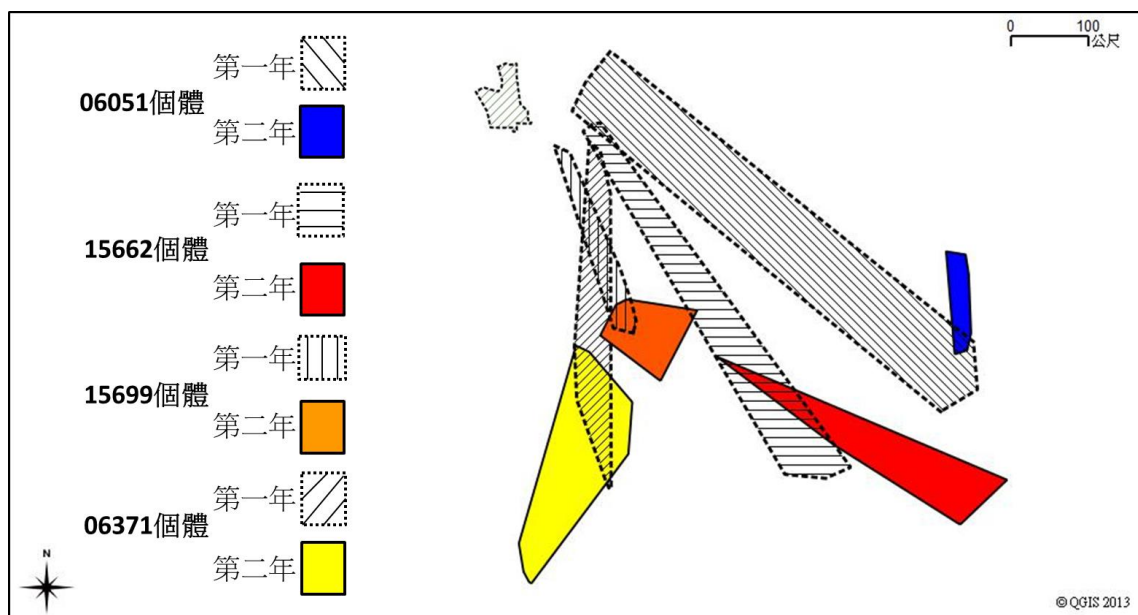 0 100
公尺
第一年
06051個體
第二年
第一年
15662個體
第二年
第一年
15699個體
第二年
第一年
06371個體
第二年
N
© QGIS 2013